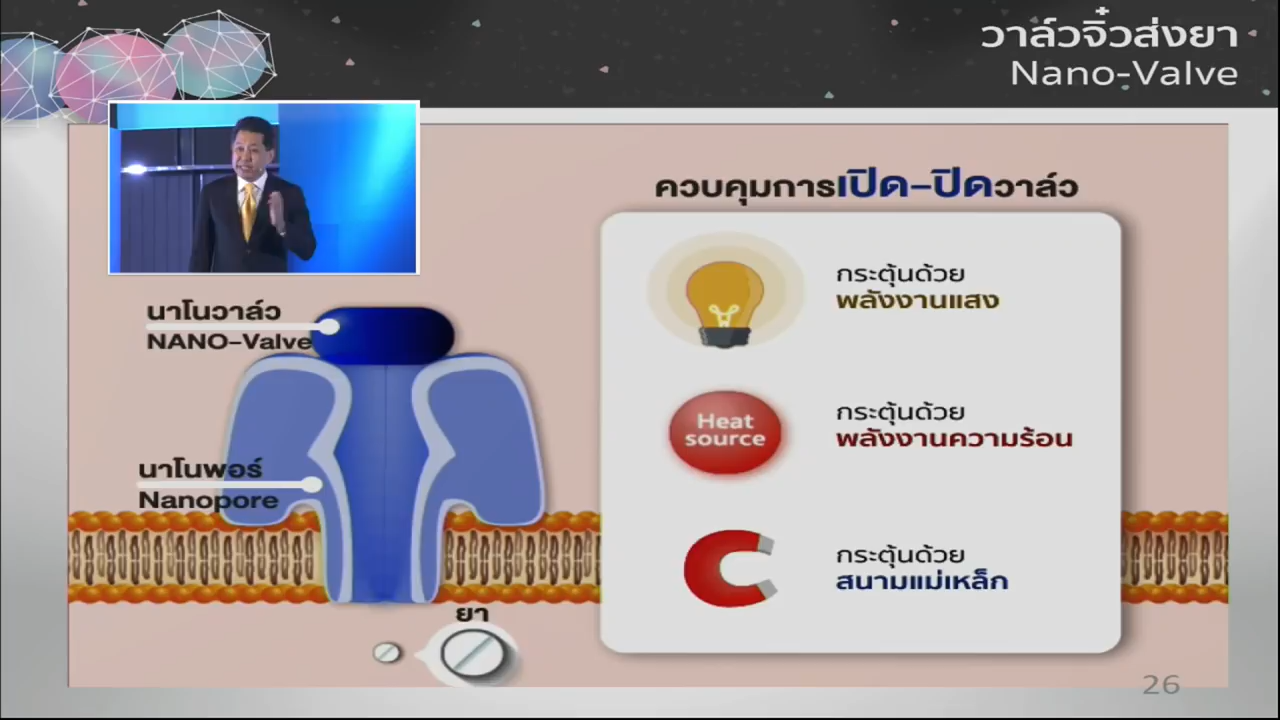 วาล์วจิ๋วส่งยา
Nano-Valve
ควบคุมการเปิด-ปิดวาล์ว
กระตุ้นด้วย
พลังงานแสง
Heat
source
กระตุ้นด้วย
พลังงานความร้อน
กระตุ้นด้วย
สนามแม่เหล็ก
นาโนวาล์ว
NANO-Valve
นาโนพอร์
Nanopore
ยา
26